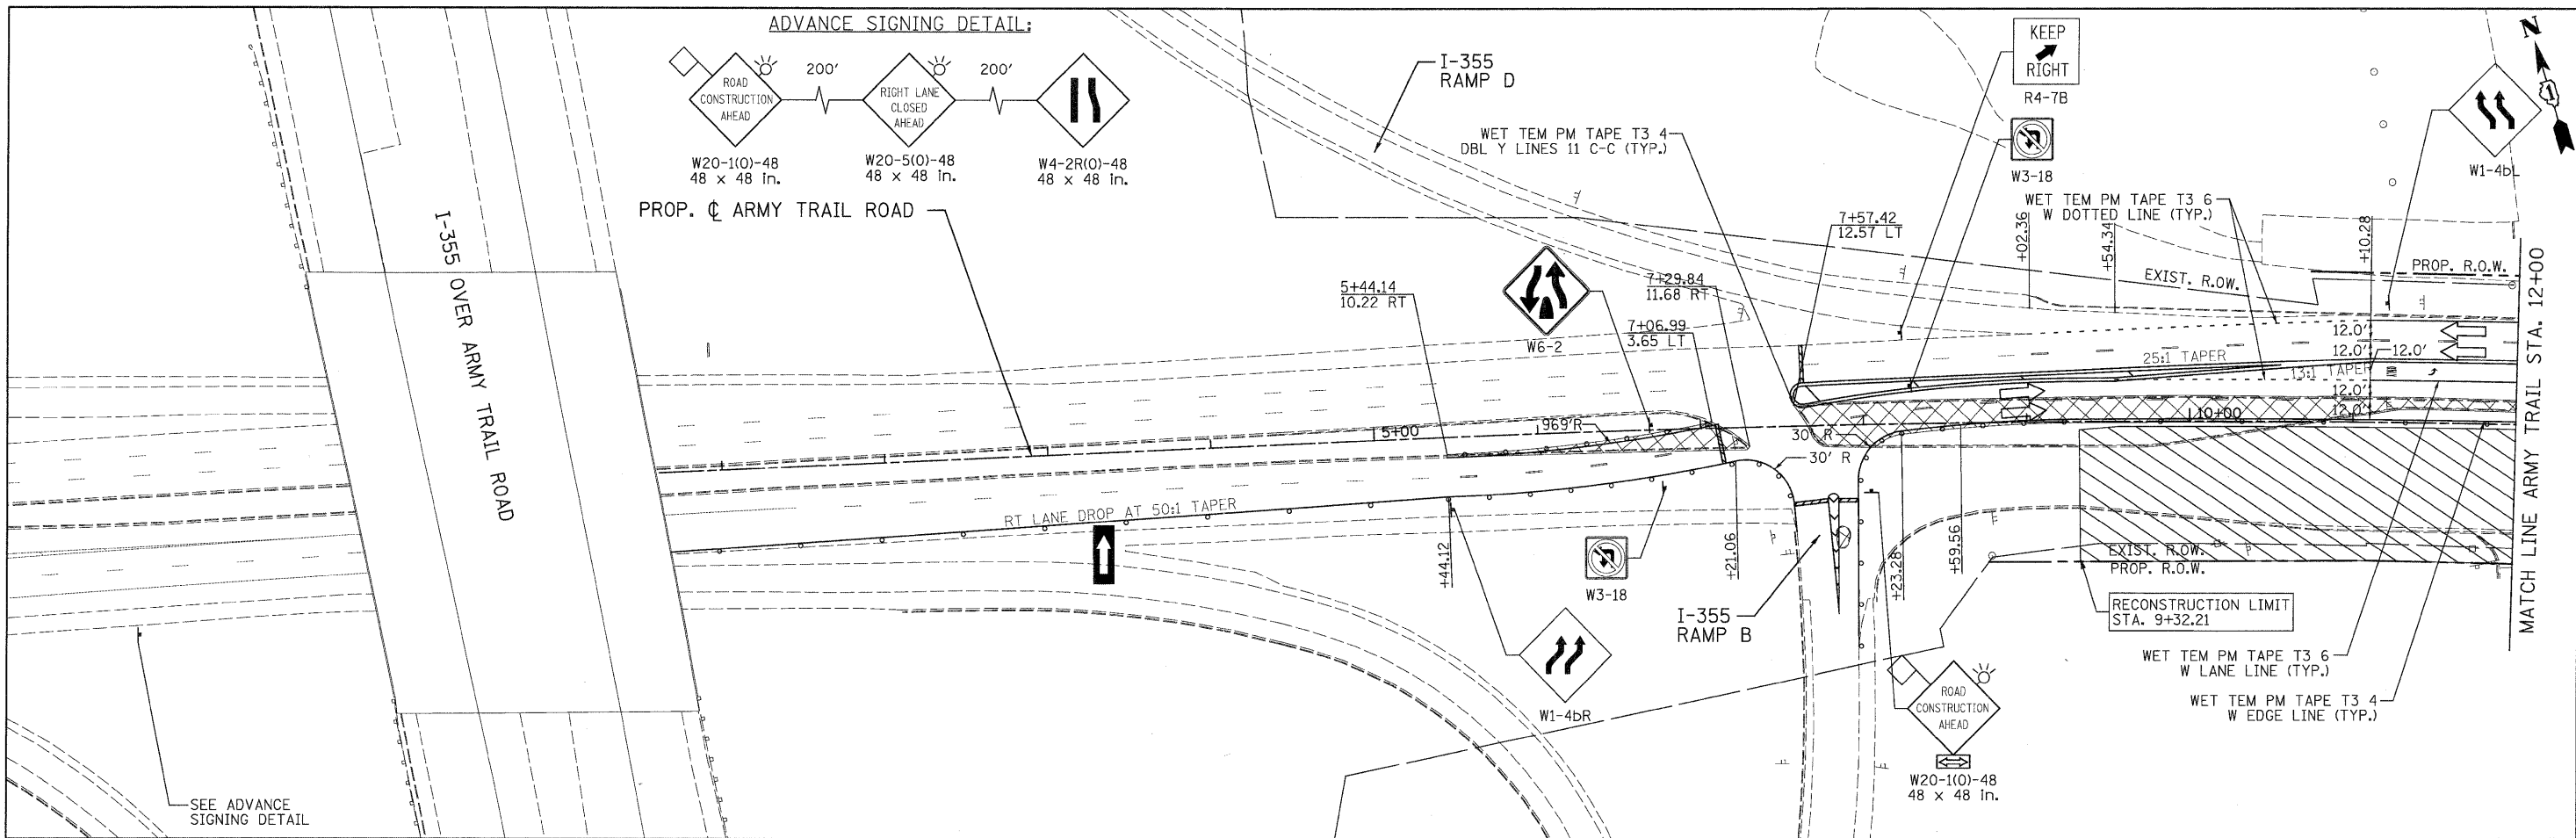 ADVANCE SIGNING DETAIL:
ROAD
CONSTRUCTION
AHEAD
200'
RIGHT LANE
CLOSED
AHEAD
200'
W20-1(O)-48
48 x 48 in.
W20-5(O)-48
48 x 48 in.
W4-2R(O)-48
48 x 48 in.
PROP. ℄ ARMY TRAIL ROAD
I-355 OVER ARMY TRAIL ROAD
I-355
RAMP D
WET TEM PM TAPE T3 4
DBL Y LINES 11 C-C (TYP.)
KEEP
RIGHT
R4-7B
W3-18
W1-4bL
N
1
WET TEM PM TAPE T3 6
W DOTTED LINE (TYP.)
7+57.42
12.57 LT
+02.36
+54.34
+10.28
EXIST. R.O.W.
PROP. R.O.W.
MATCH LINE ARMY TRAIL STA. 12+00
5+44.14
10.22 RT
W6-2
7+29.84
11.68 RT
7+06.99
3.65 LT
12.0'
12.0'
12.0'
25:1 TAPER
13:1 TAPER
12.0'
12.0'
5+00
969'R
30' R
30' R
10+00
RT LANE DROP AT 50:1 TAPER
+44.12
W3-18
+21.06
+23.28
+59.56
EXIST. R.O.W.
PROP. R.O.W.
RECONSTRUCTION LIMIT
STA. 9+32.21
I-355
RAMP B
W1-4bR
WET TEM PM TAPE T3 6
W LANE LINE (TYP.)
WET TEM PM TAPE T3 4
W EDGE LINE (TYP.)
ROAD
CONSTRUCTION
AHEAD
W20-1(O)-48
48 x 48 in.
SEE ADVANCE
SIGNING DETAIL